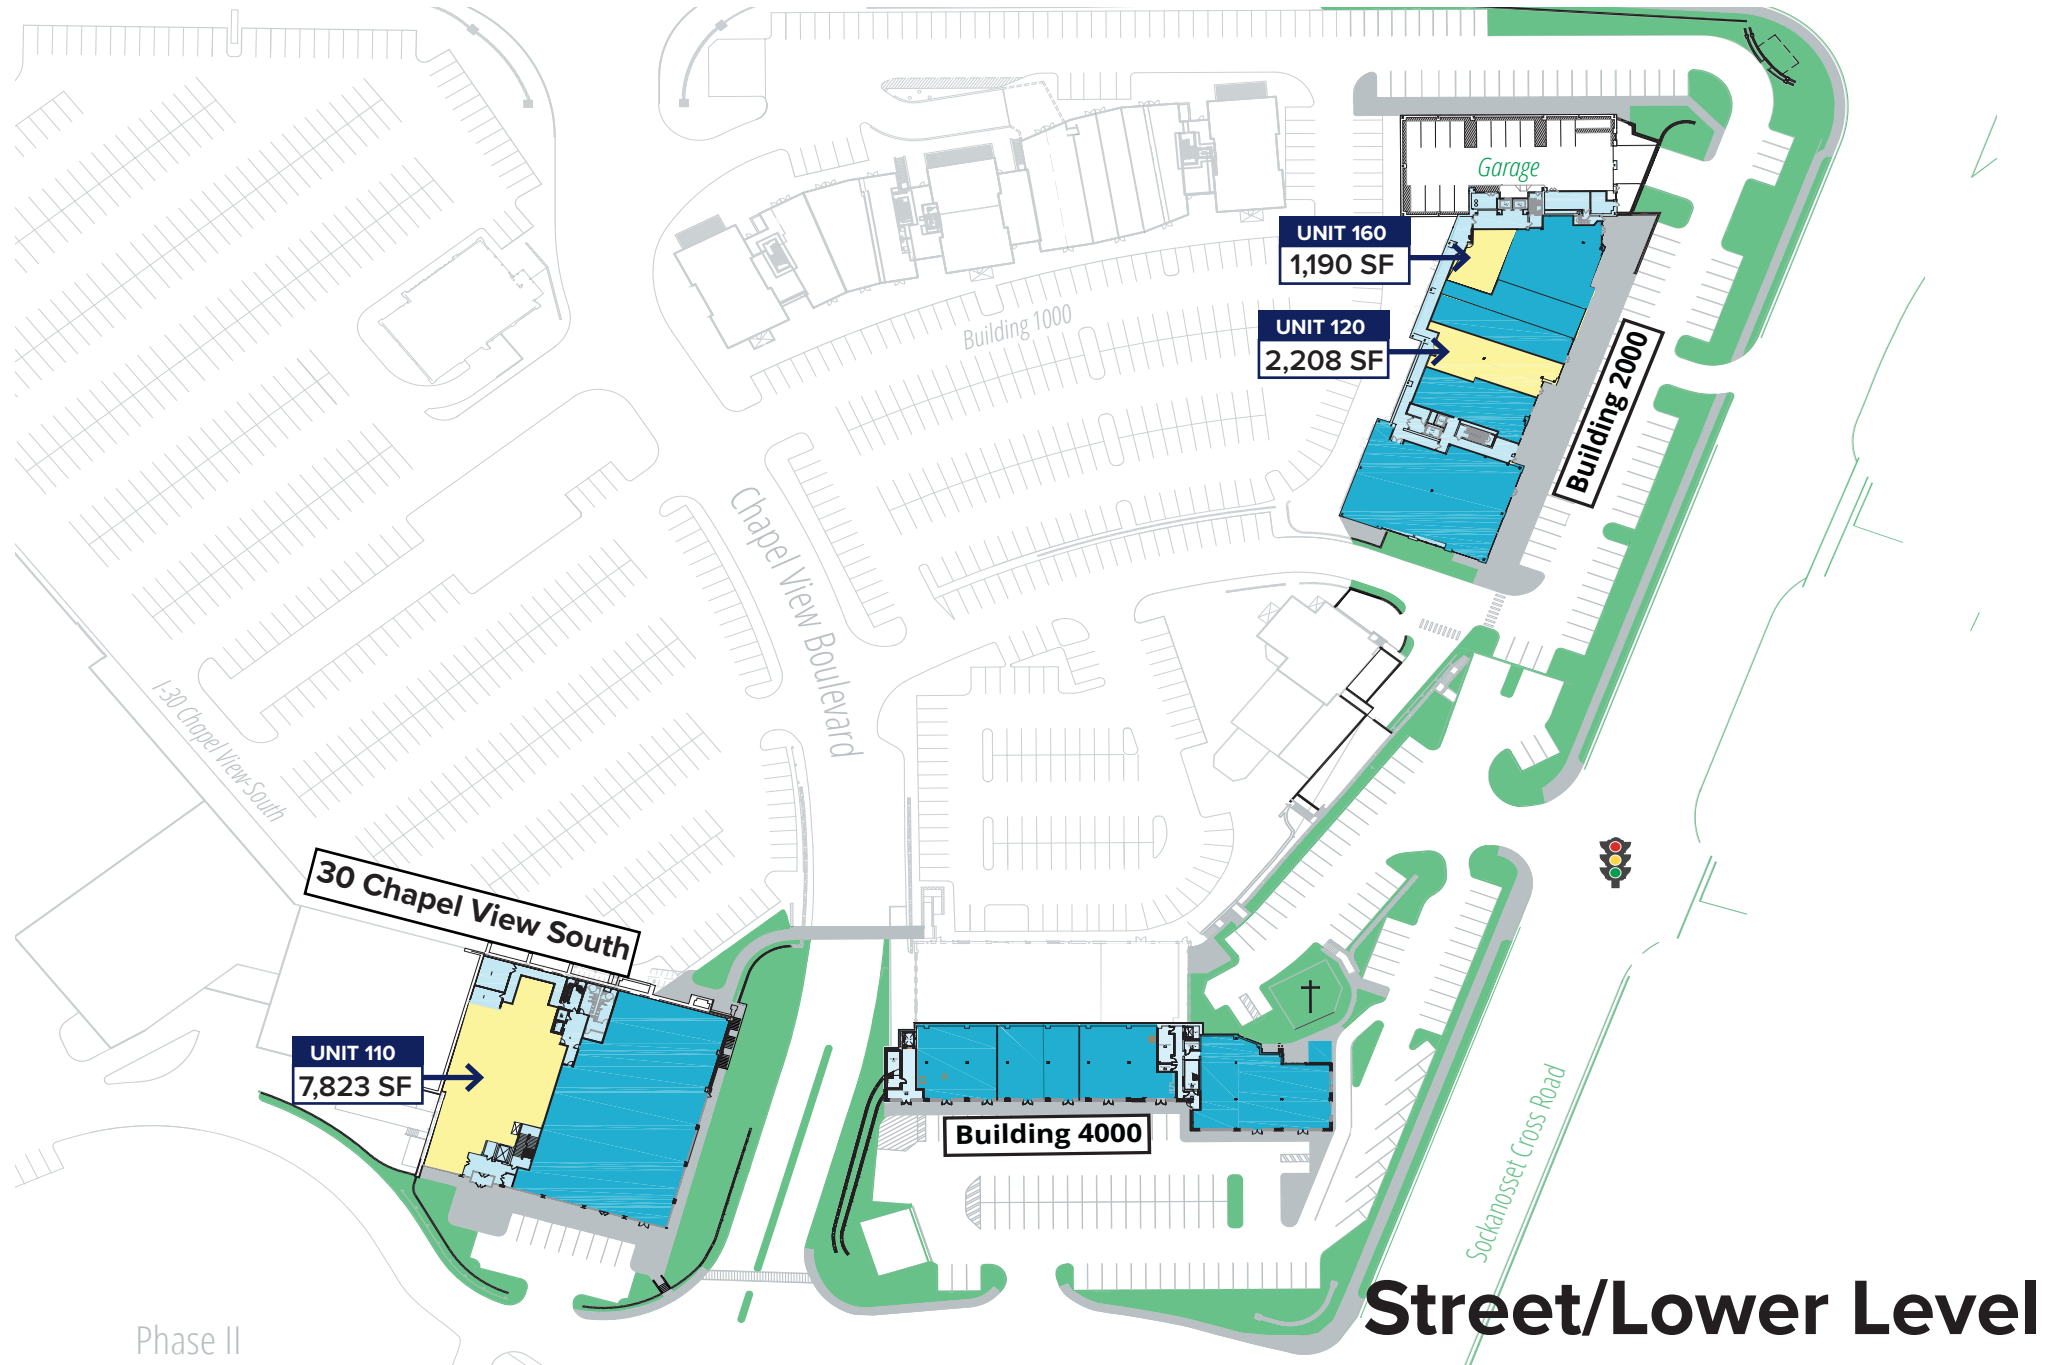 Garage
UNIT 160
1,190 SF
UNIT 120
2,208 SF
Building 1000
Building 2000
Chapel View Boulevard
I-30 Chapel View-South
30 Chapel View South
UNIT 110
7,823 SF
Building 4000
Sockanosset Cross Road
Street/Lower Level
Phase II